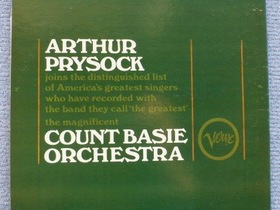 ARTHUR
PRYSOCK
joins the distinguished list
of America's greatest singers
who have recorded with
the band they call "the greatest"
the magnificent
COUNT BASIE
ORCHESTRA
Verve